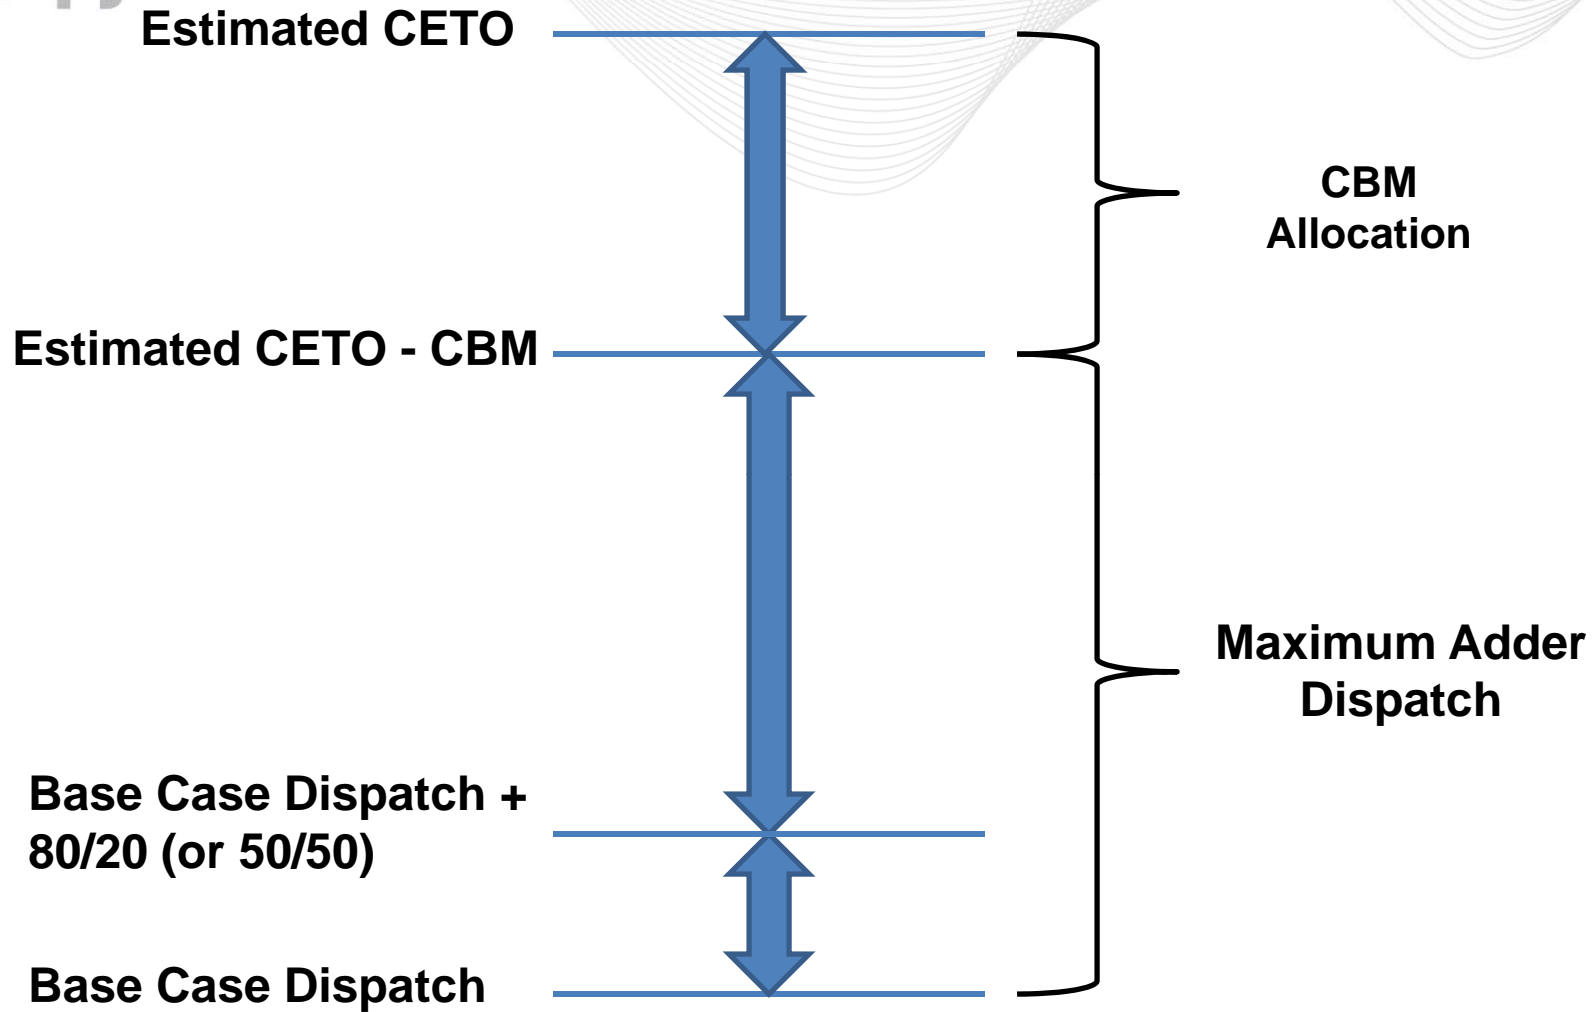 Estimated CETO
CBM
Allocation
Estimated CETO - CBM
Maximum Adder
Dispatch
Base Case Dispatch +
80/20 (or 50/50)
Base Case Dispatch